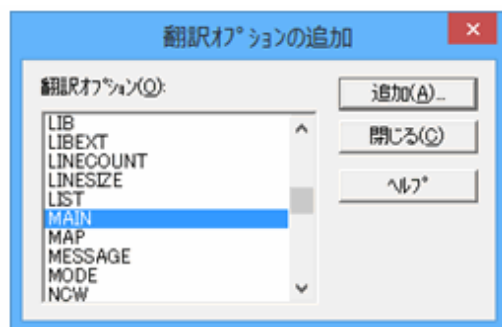 翻訳ｵﾌﾟｼｮﾝの追加
翻訳ｵﾌﾟｼｮﾝ(O):
LIB
LIBEXT
LINECOUNT
LINESIZE
LIST
MAIN
MAP
MESSAGE
MODE
NCW
追加(A)...
閉じる(C)
ﾍﾙﾌﾟ